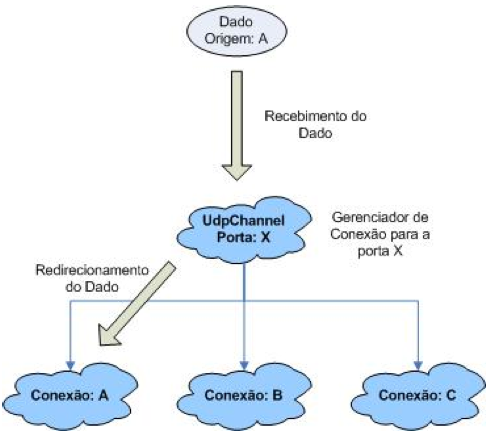 Dado
Origem: A
Recebimento do
Dado
UdpChannel
Porta: X
Gerenciador de
Conexão para a
porta X
Redirecionamento
do Dado
Conexão: A
Conexão: B
Conexão: C